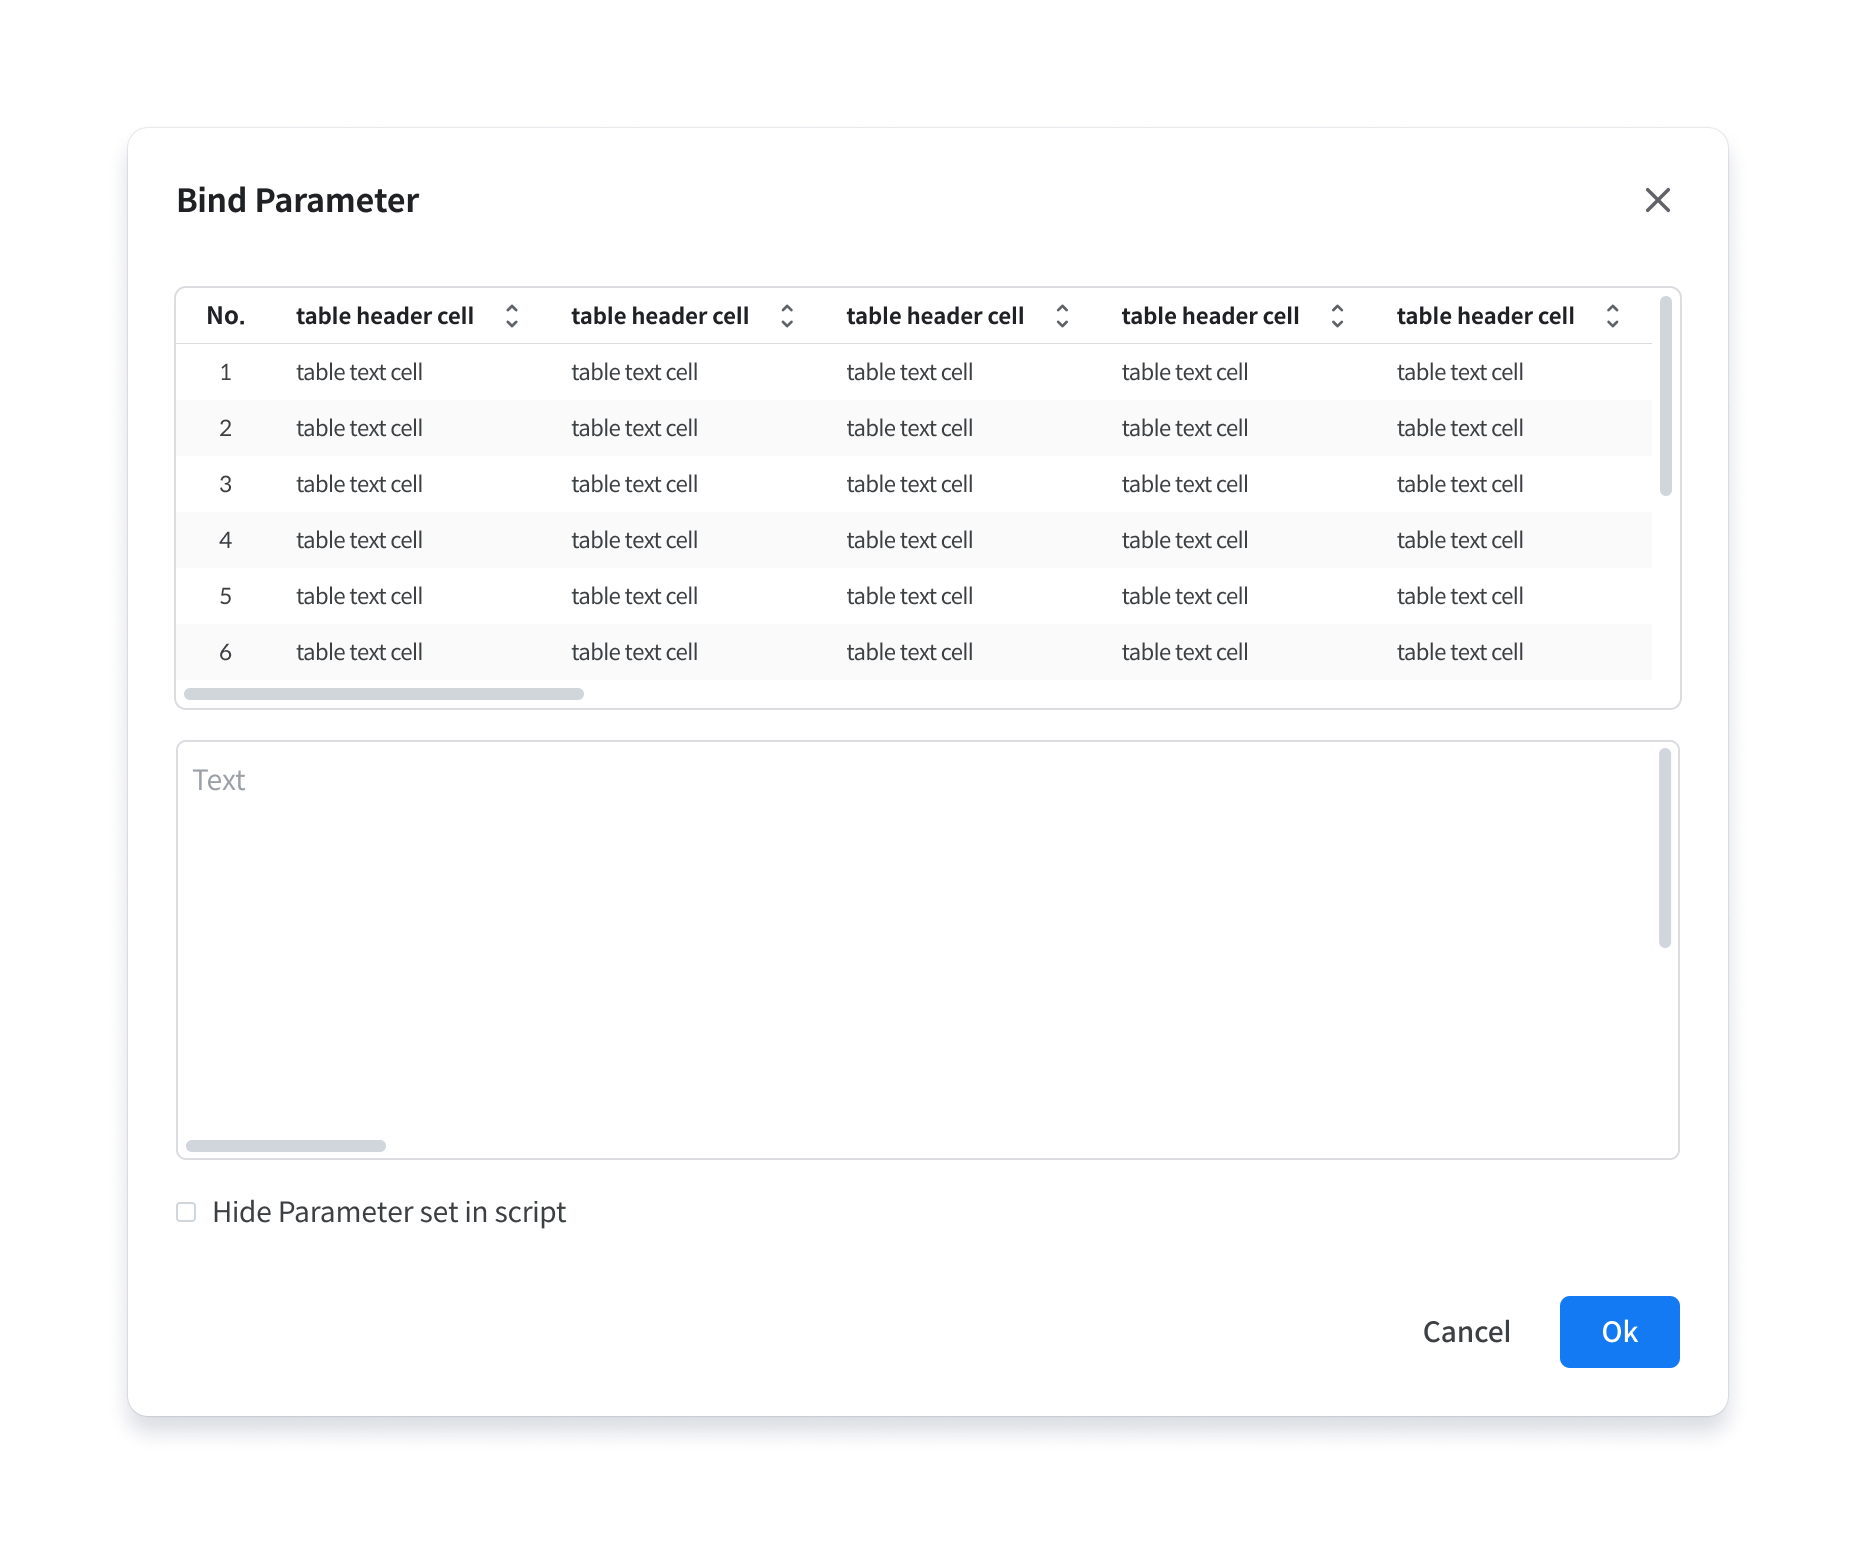 Bind Parameter
No. table header cell table header cell table header cell table header cell table header cell
1 table text cell table text cell table text cell table text cell table text cell
2 table text cell table text cell table text cell table text cell table text cell
3 table text cell table text cell table text cell table text cell table text cell
4 table text cell table text cell table text cell table text cell table text cell
5 table text cell table text cell table text cell table text cell table text cell
6 table text cell table text cell table text cell table text cell table text cell
Text
Hide Parameter set in script
Cancel Ok